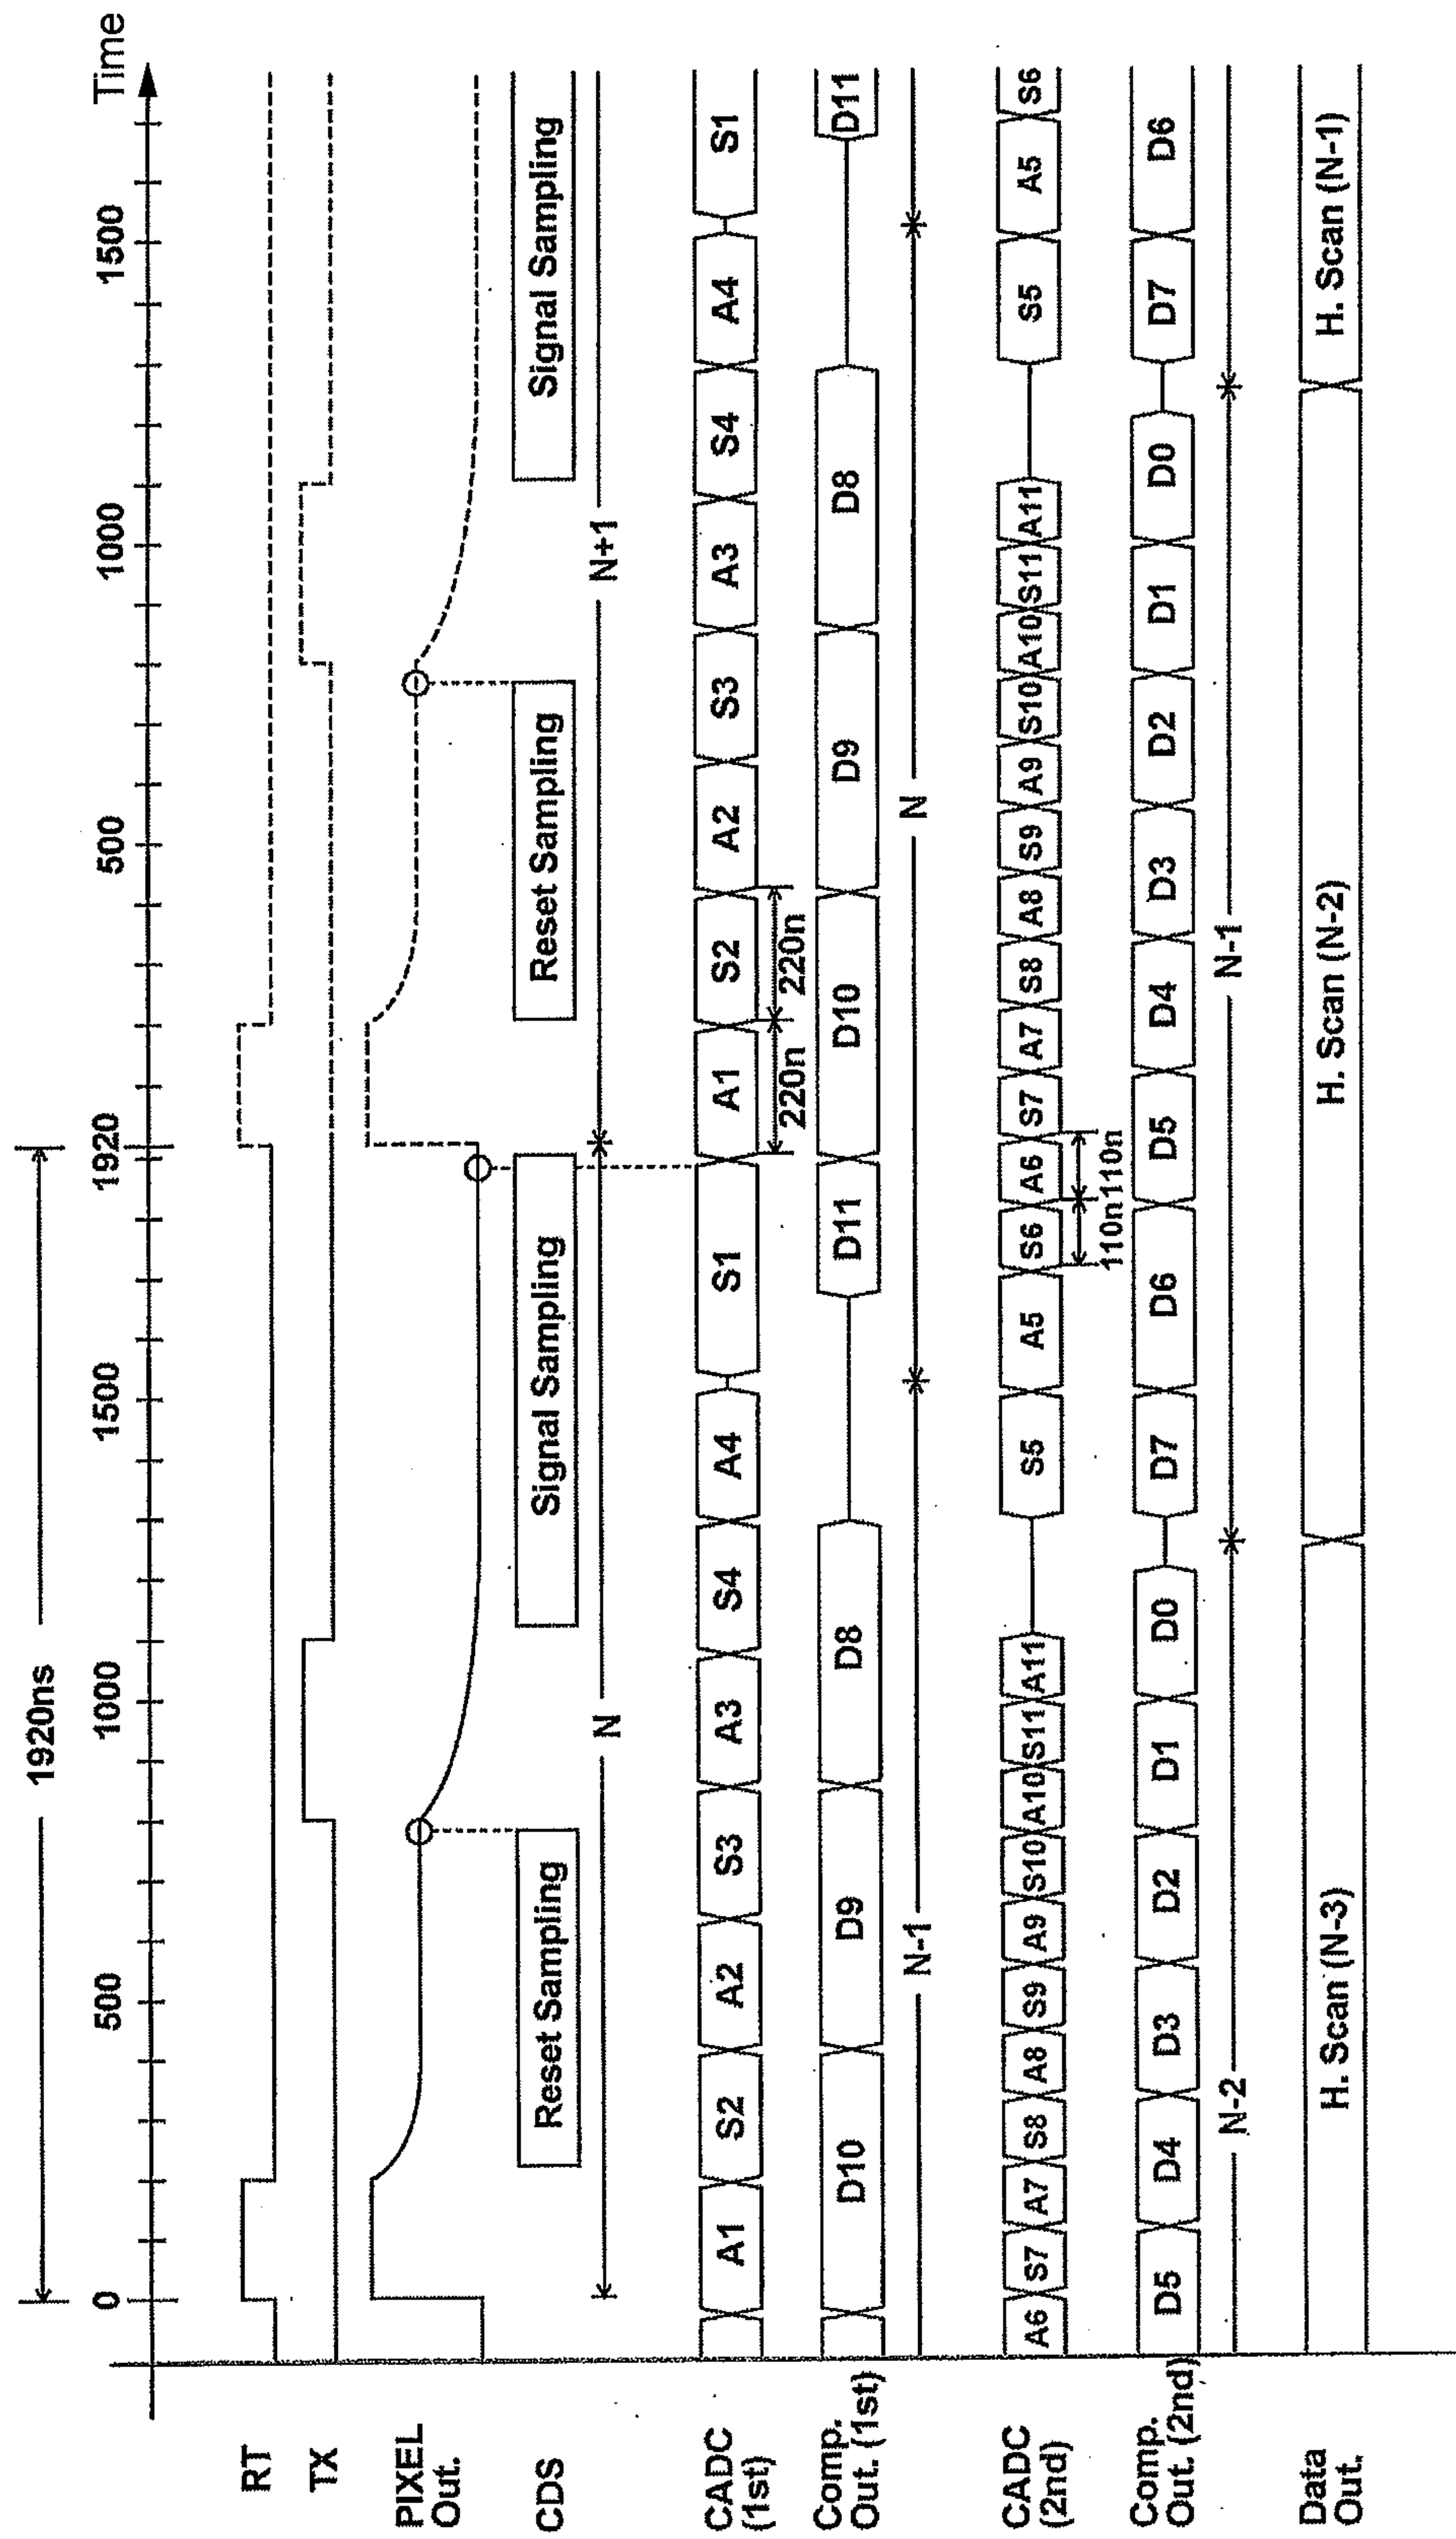 1920ns
0 500 1000 1500 1920 500 1000 1500 Time
RT
TX
PIXEL
Out.
CDS
Reset Sampling Signal Sampling Reset Sampling Signal Sampling
N N+1
CADC
(1st)
A1 S2 A2 S3 A3 S4 A4 S1 A1 S2 A2 S3 A3 S4 A4 S1
220n 220n
Comp.
Out. (1st)
D10 D9 D8 D11 D10 D9 D8 D11
N-1 N
CADC
(2nd)
A6 S7 A7 S8 A8 S9 A9 S10 A10 S11 A11 S5 A5 S6 A6 S7 A7 S8 A8 S9 A9 S10 A10 S11 A11 S5 A5 S6
110n 110n
Comp.
Out. (2nd)
D5 D4 D3 D2 D1 D0 D7 D6 D5 D4 D3 D2 D1 D0 D7 D6
N-2 N-1
Data
Out.
H. Scan (N-3) H. Scan (N-2) H. Scan (N-1)